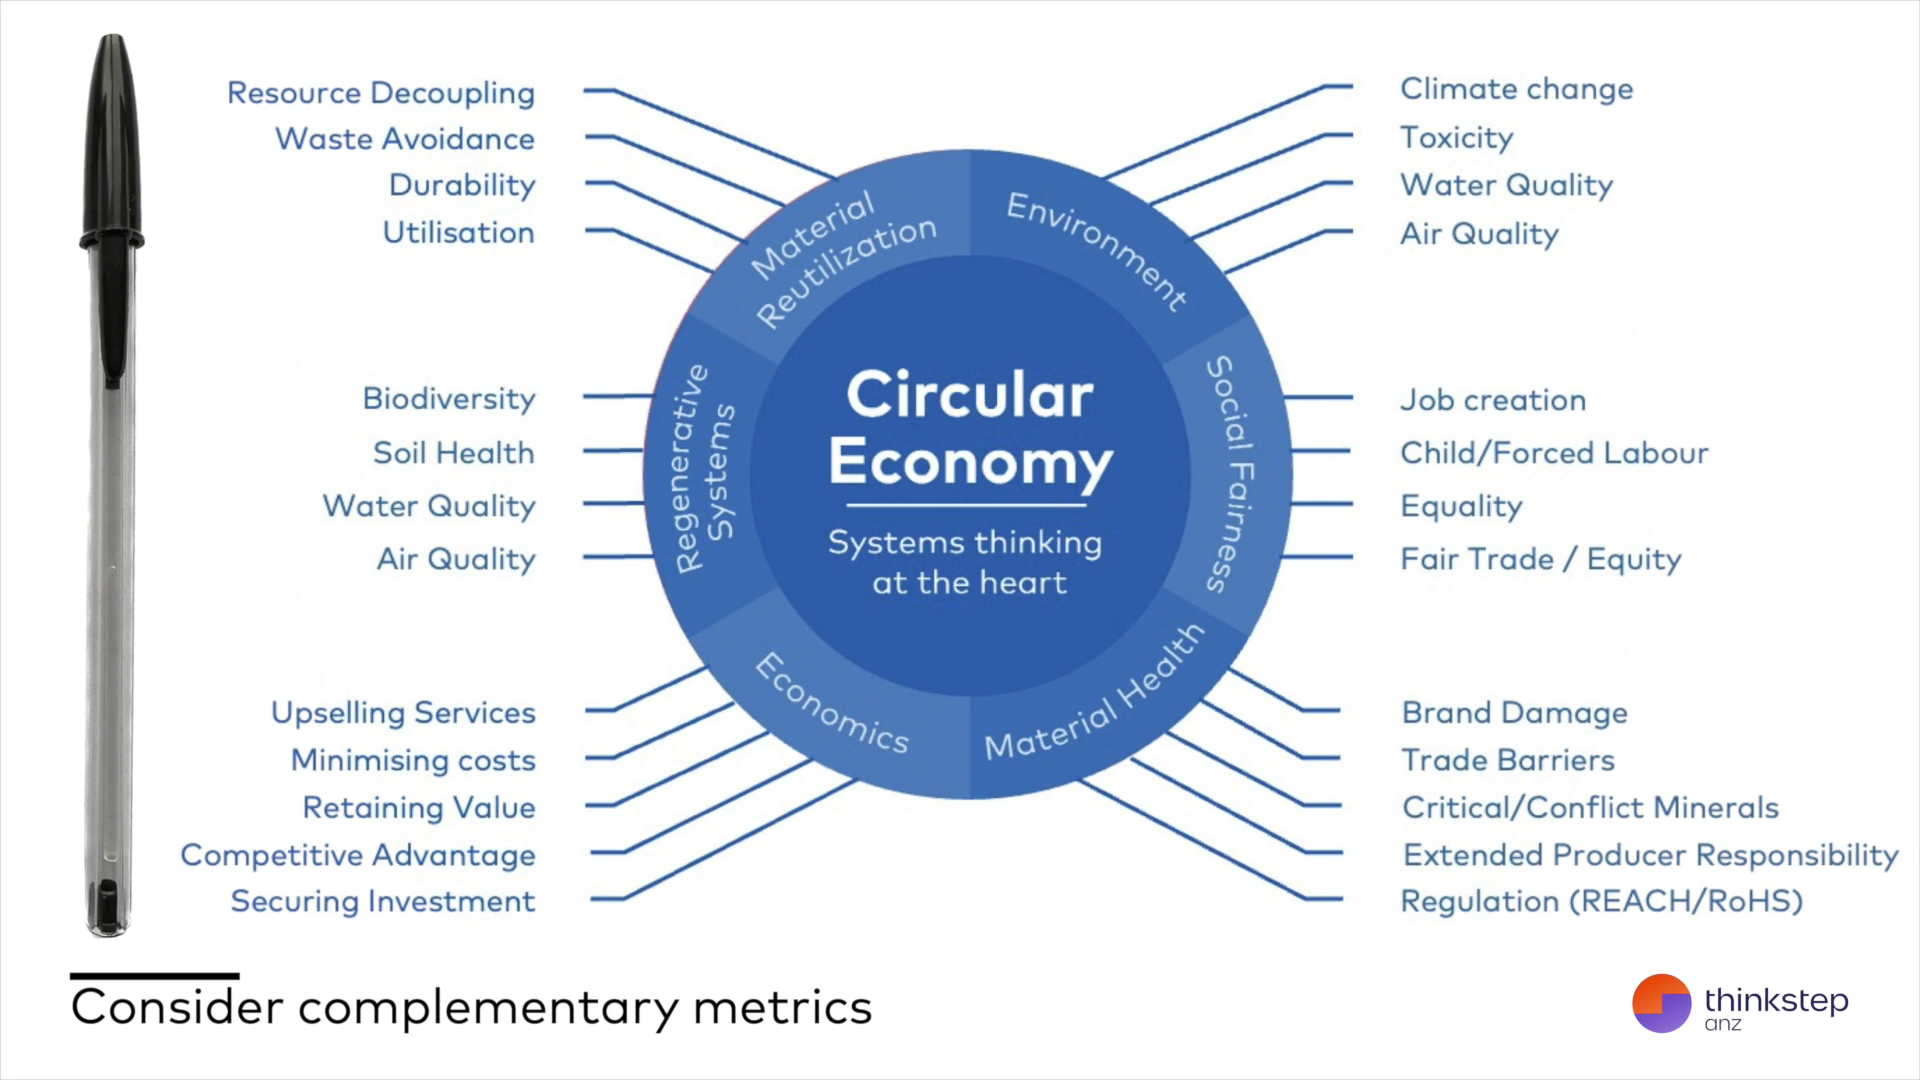 Resource Decoupling
Waste Avoidance
Durability
Utilisation
Biodiversity
Soil Health
Water Quality
Air Quality
Upselling Services
Minimising costs
Retaining Value
Competitive Advantage
Securing Investment
Material
Reutilization
Environment
Regenerative
Systems
Social Fairness
Economics
Material Health
Circular
Economy
Systems thinking
at the heart
Climate change
Toxicity
Water Quality
Air Quality
Job creation
Child/Forced Labour
Equality
Fair Trade / Equity
Brand Damage
Trade Barriers
Critical/Conflict Minerals
Extended Producer Responsibility
Regulation (REACH/RoHS)
Consider complementary metrics
thinkstep
anz